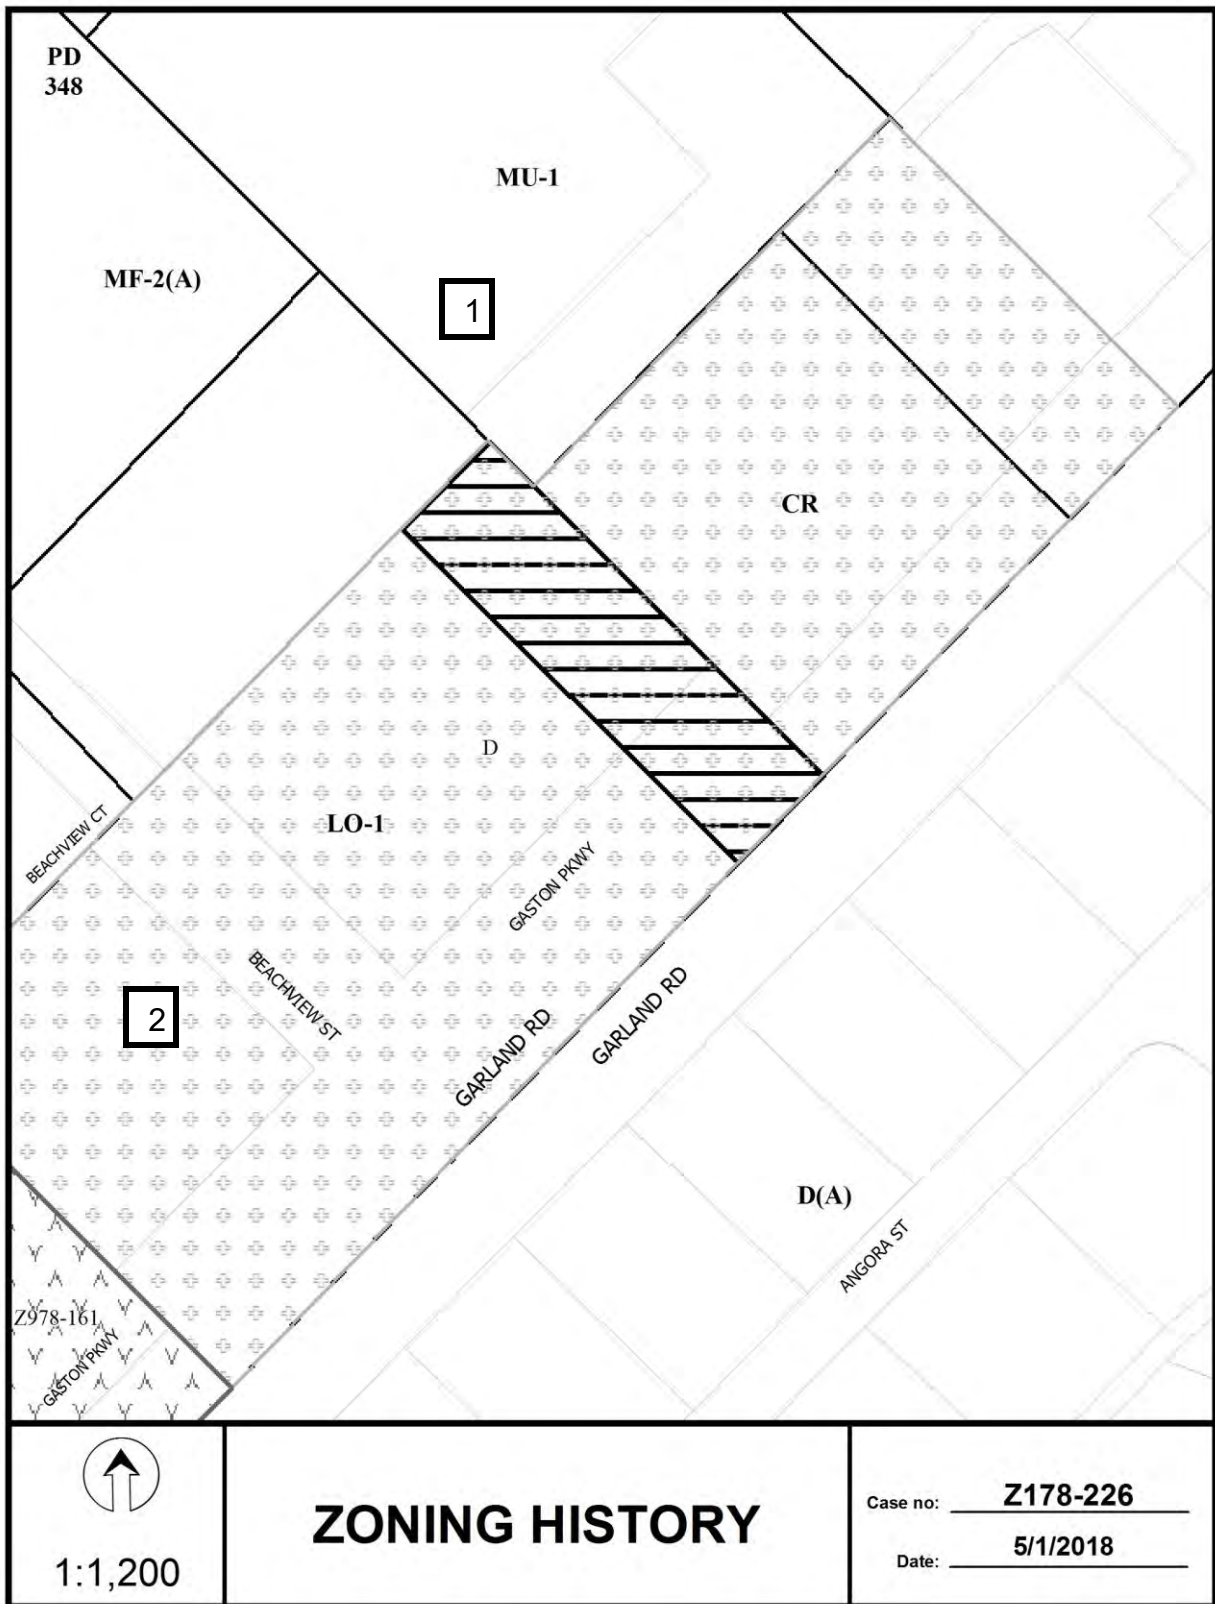 PD
348
MU-1
MF-2(A)
1
CR
D
LO-1
BEACHVIEW CT
GASTON PKWY
BEACHVIEW ST
2
GARLAND RD
GARLAND RD
D(A)
ANGORA ST
Z978-161
GASTON PKWY
1:1,200
ZONING HISTORY
Case no: Z178-226
Date: 5/1/2018